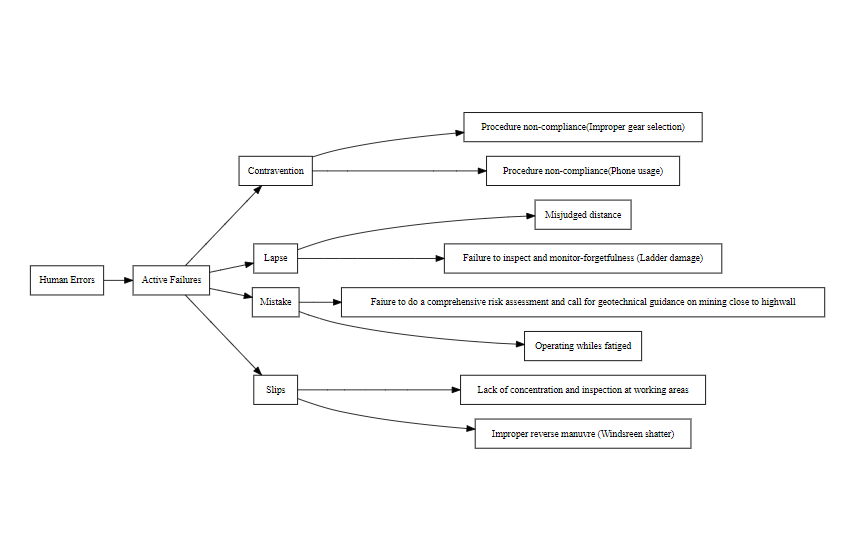 Human Errors
Active Failures
Contravention
Procedure non-compliance(Improper gear selection)
Procedure non-compliance(Phone usage)
Lapse
Misjudged distance
Failure to inspect and monitor-forgetfulness (Ladder damage)
Mistake
Faiure to do a comprehensive risk assessment and call for geotechnical guidance on mining close to highwall
Operating whiles fatiged
Slips
Lack of concentration and inspection at working areas
Improper reverse manuvre (Windsreen shatter)